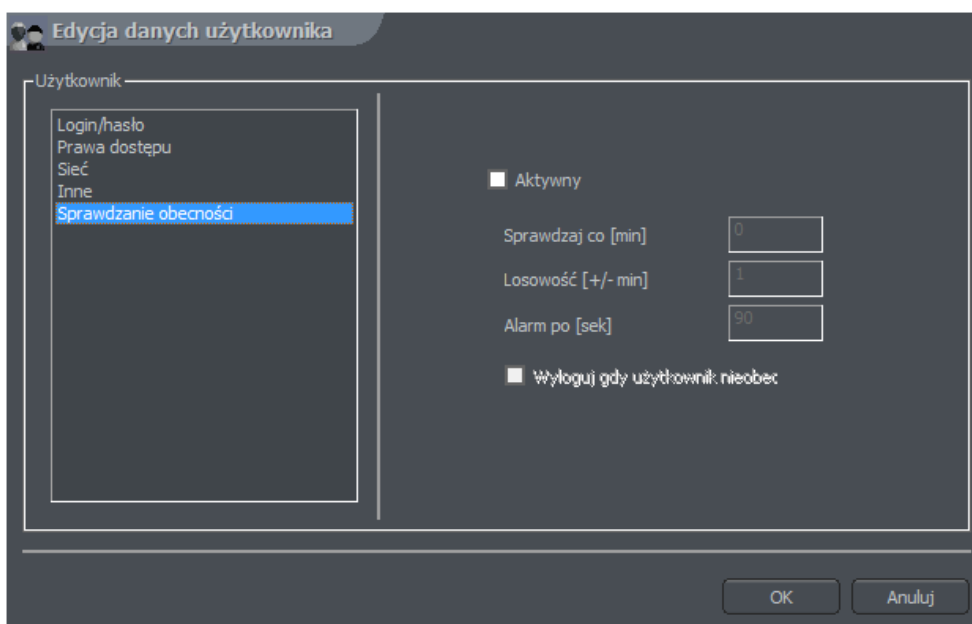 Edycja danych użytkownika
Użytkownik
Login/hasło
Prawa dostępu
Sieć
Inne
Sprawdzanie obecności
Aktywny
Sprawdzaj co [min] 0
Losowość [+/- min] 1
Alarm po [sek] 90
Wyloguj gdy użytkownik nieobec
OK Anuluj